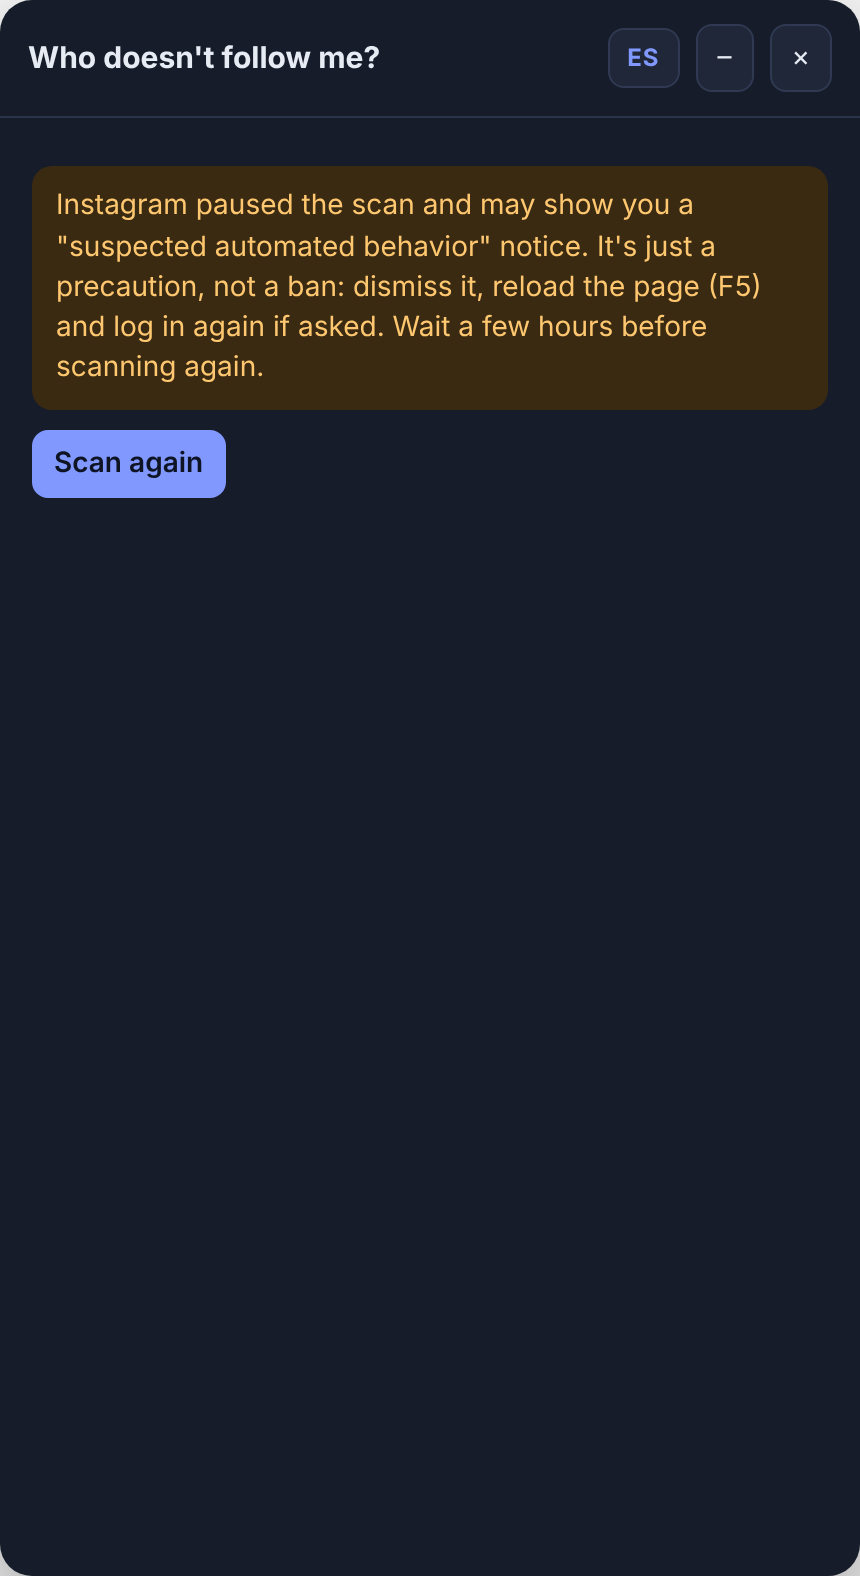 Who doesn't follow me?
ES
−
×
Instagram paused the scan and may show you a
"suspected automated behavior" notice. It's just a
precaution, not a ban: dismiss it, reload the page (F5)
and log in again if asked. Wait a few hours before
scanning again.
Scan again